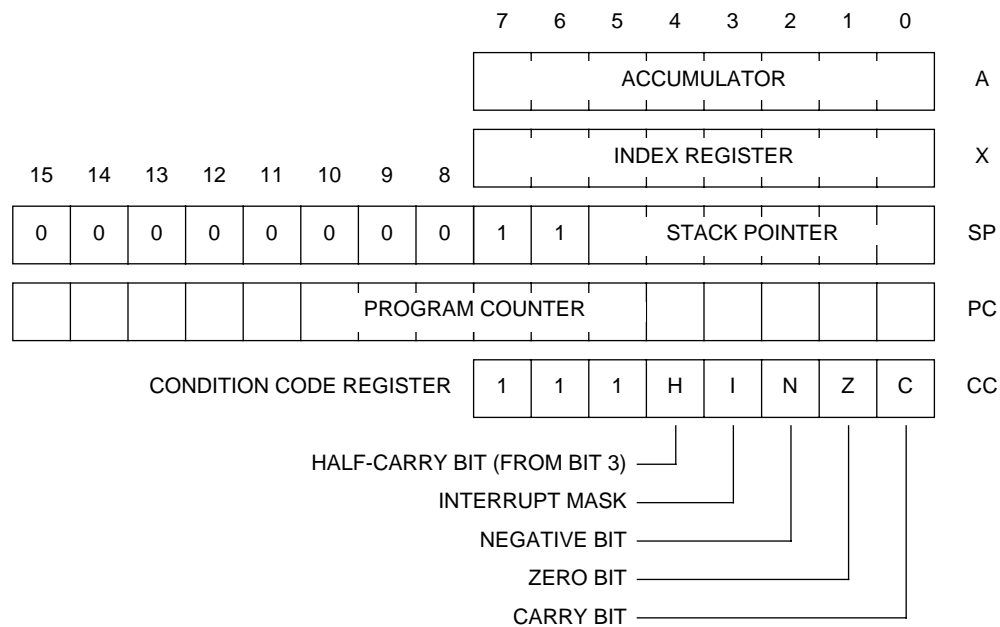 7 6 5 4 3 2 1 0
ACCUMULATOR A
INDEX REGISTER X
15 14 13 12 11 10 9 8
0 0 0 0 0 0 0 0 1 1 STACK POINTER SP
PROGRAM COUNTER PC
CONDITION CODE REGISTER 1 1 1 H I N Z C CC
HALF-CARRY BIT (FROM BIT 3)
INTERRUPT MASK
NEGATIVE BIT
ZERO BIT
CARRY BIT